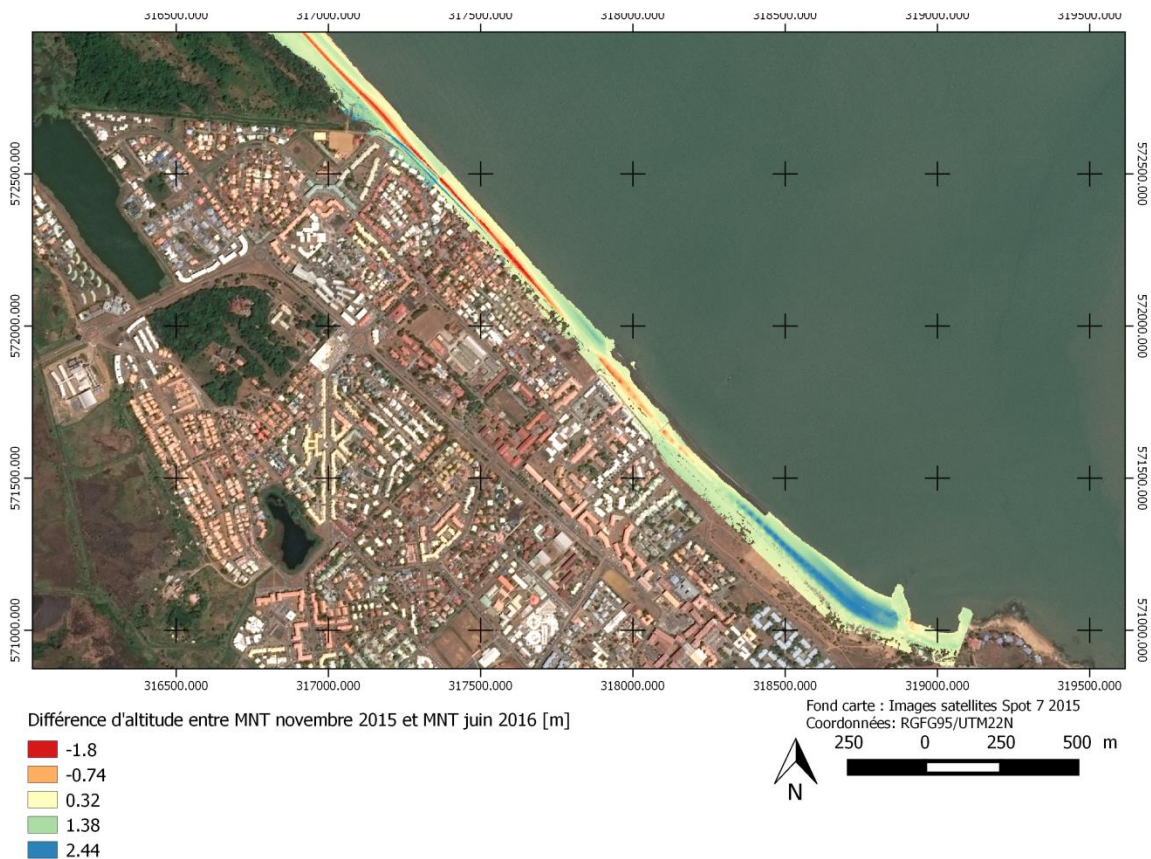 316500.000 317000.000 317500.000 318000.000 318500.000 319000.000 319500.000
572500.000 572500.000
572000.000 572000.000
571500.000 571500.000
571000.000 571000.000
316500.000 317000.000 317500.000 318000.000 318500.000 319000.000 319500.000
Différence d'altitude entre MNT novembre 2015 et MNT juin 2016 [m]
-1.8
-0.74
0.32
1.38
2.44
Fond carte : Images satellites Spot 7 2015
Coordonnées: RGFG95/UTM22N
250 0 250 500 m
N